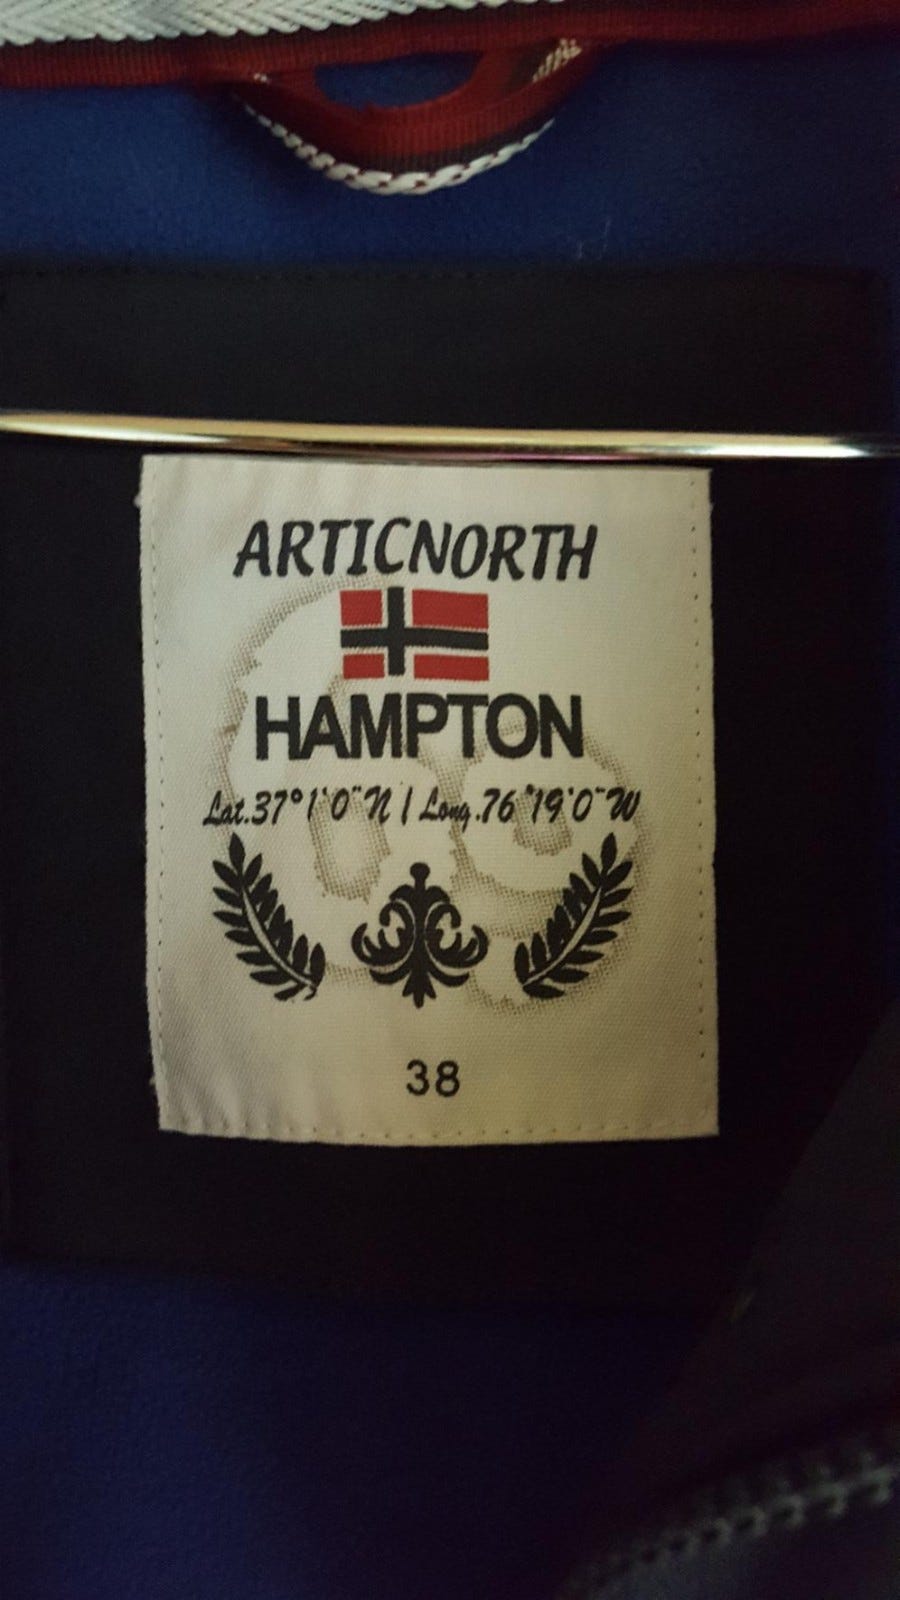 ARTICNORTH
HAMPTON
Lat.37°1'0"N | Long.76°19'0"W
38